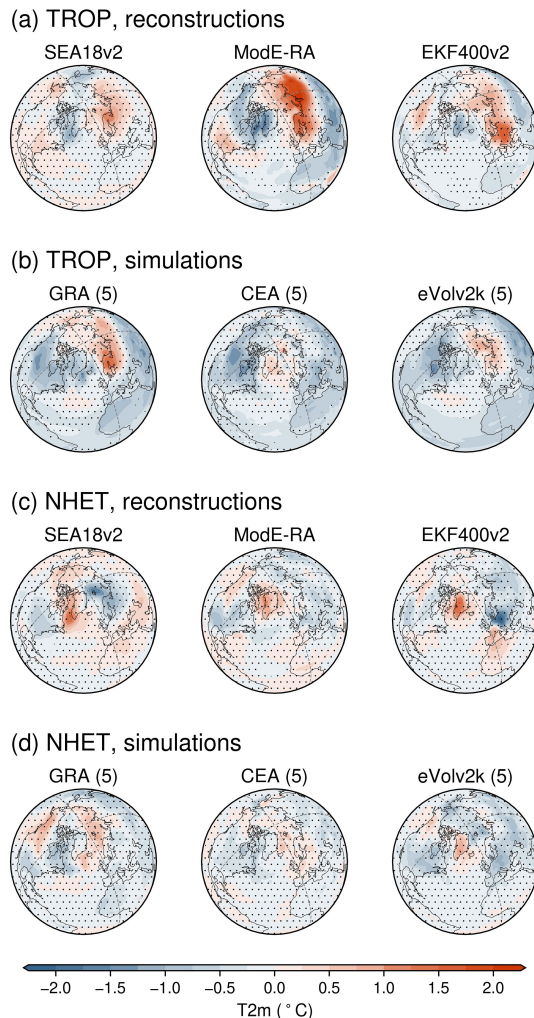 (a) TROP, reconstructions
SEA18v2 ModE-RA EKF400v2
(b) TROP, simulations
GRA (5) CEA (5) eVolv2k (5)
(c) NHET, reconstructions
SEA18v2 ModE-RA EKF400v2
(d) NHET, simulations
GRA (5) CEA (5) eVolv2k (5)
−2.0 −1.5 −1.0 −0.5 0.0 0.5 1.0 1.5 2.0
T2m (°C)